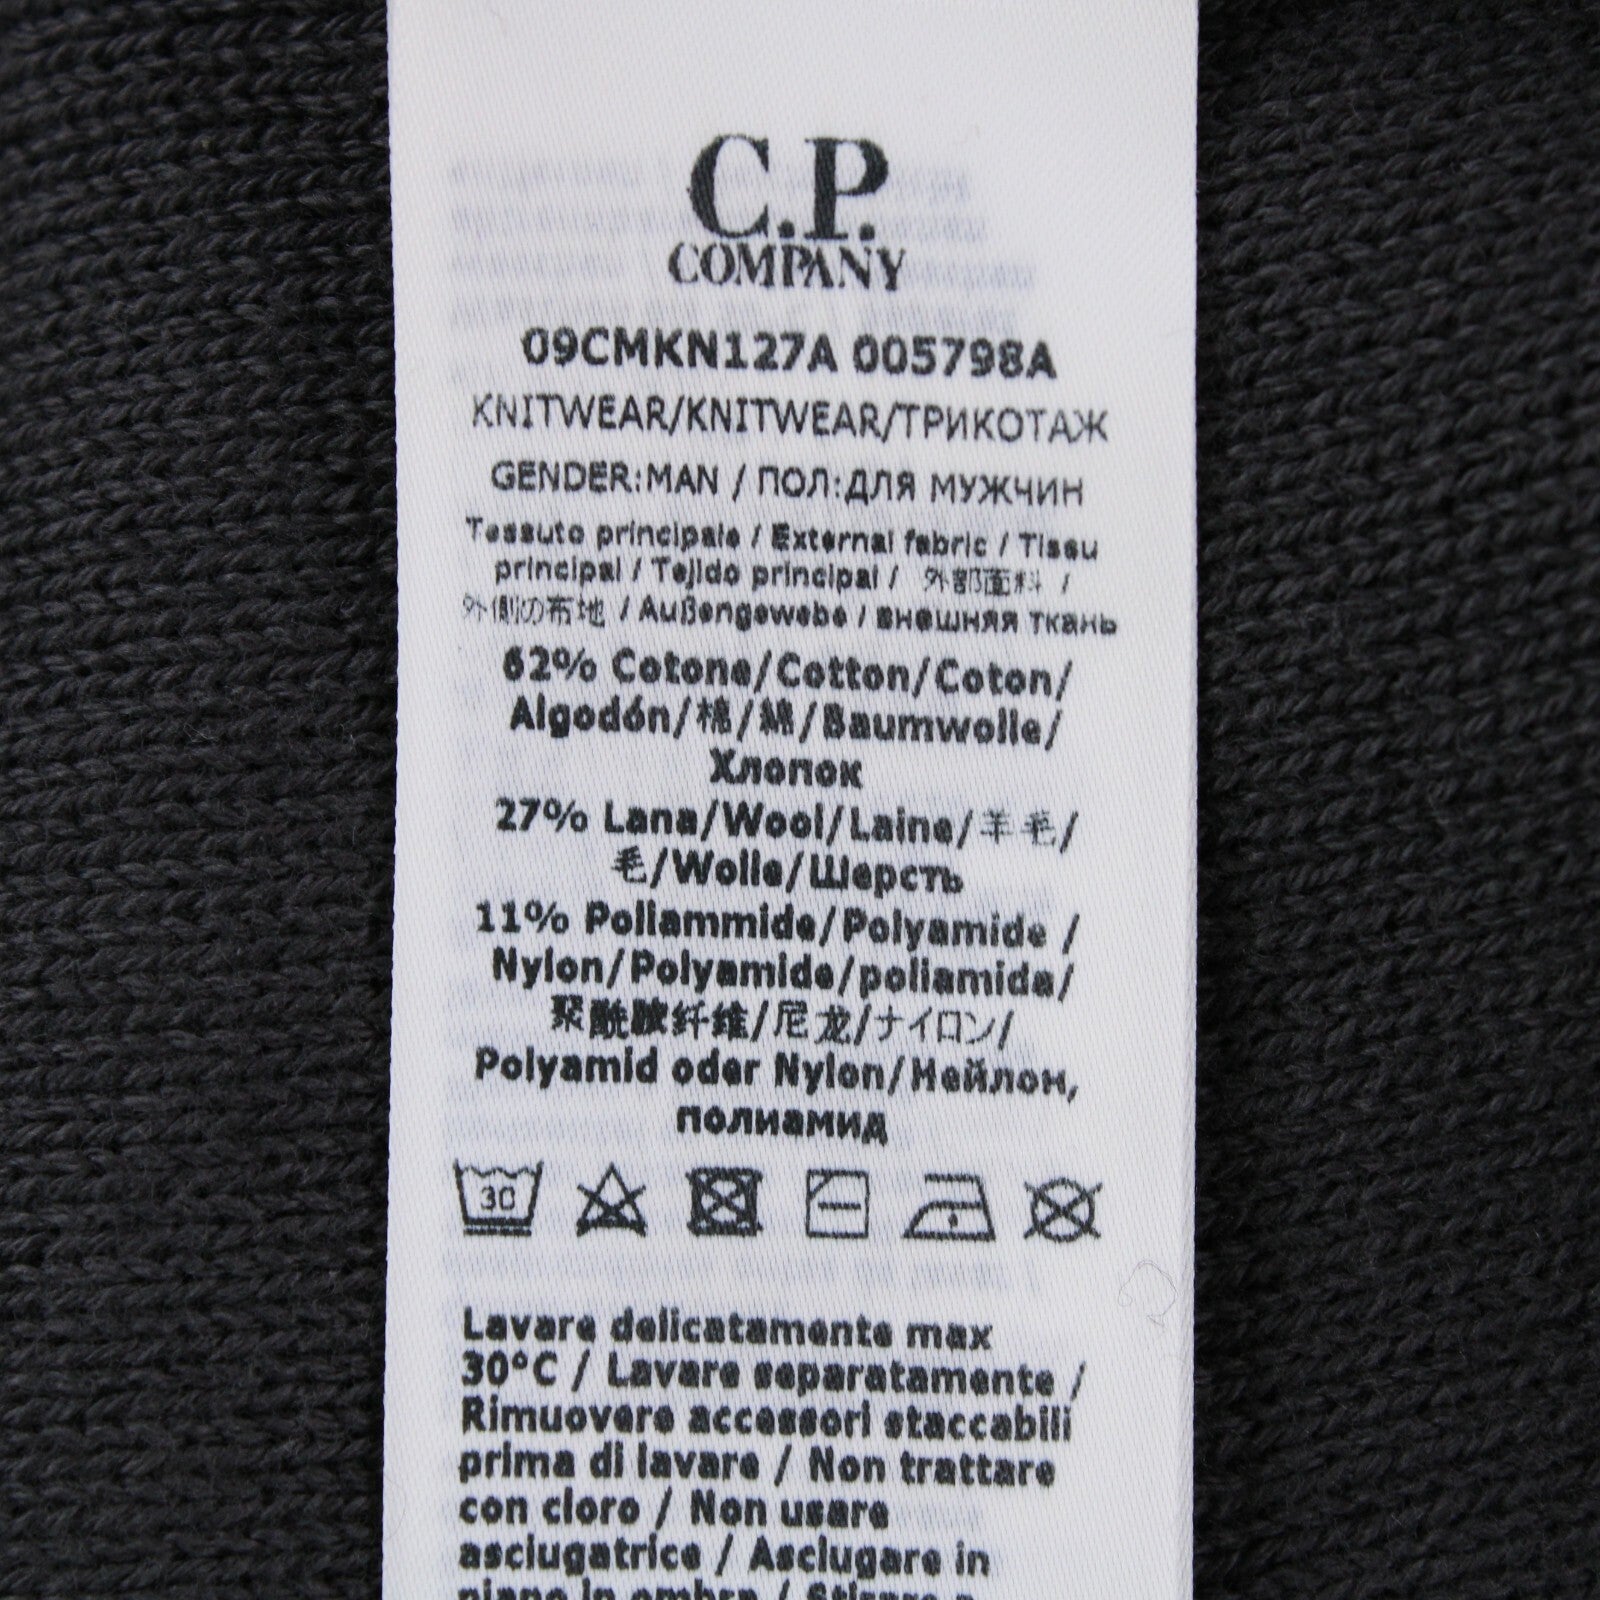 C.P.
COMPANY
09CMKN127A 005798A
KNITWEAR/KNITWEAR/ТРИКОТАЖ
GENDER:MAN / ПОЛ:ДЛЯ МУЖЧИН
Tessuto principale / External fabric / Tissu
principal / Tejido principal / 外部面料 /
外側の布地 / Außengewebe / внешняя ткань
62% Cotone/Cotton/Coton/
Algodón/棉/綿/Baumwolle/
Хлопок
27% Lana/Wool/Laine/羊毛/
毛/Wolle/Шерсть
11% Poliammide/Polyamide /
Nylon/Polyamide/poliamida/
聚酰胺纤维/尼龙/ナイロン/
Polyamid oder Nylon/Нейлон,
полиамид
30
Lavare delicatamente max
30°C / Lavare separatamente /
Rimuovere accessori staccabili
prima di lavare / Non trattare
con cloro / Non usare
asciugatrice / Asciugare in
piano in ombra / Stirare a